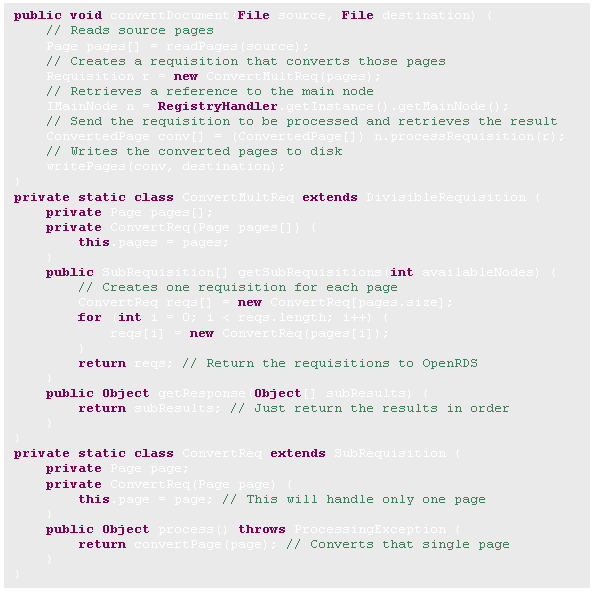 public void convertDocument(File source, File destination) {
    // Reads source pages
    Page pages[] = readPages(source);
    // Creates a requisition that converts those pages
    Requisition r = new ConvertMultReq(pages);
    // Retrieves a reference to the main node
    IMainNode n = RegistryHandler.getInstance().getMainNode();
    // Send the requisition to be processed and retrieves the result
    ConvertedPage conv[] = (ConvertedPage[]) n.processRequisition(r);
    // Writes the converted pages to disk
    writePages(conv, destination);
}
private static class ConvertMultReq extends DivisibleRequisition {
    private Page pages[];
    private ConvertReq(Page pages[]) {
        this.pages = pages;
    }
    public SubRequisition[] getSubRequisitions(int availableNodes) {
        // Creates one requisition for each page
        ConvertReq reqs[] = new ConvertReq[pages.size];
        for (int i = 0; i < reqs.length; i++) {
            reqs[i] = new ConvertReq(pages[i]);
        }
        return reqs; // Return the requisitions to OpenRDS
    }
    public Object getResponse(Object[] subResults) {
        return subResults; // Just return the results in order
    }
}
private static class ConvertReq extends SubRequisition {
    private Page page;
    private ConvertReq(Page page) {
        this.page = page; // This will handle only one page
    }
    public Object process() throws ProcessingException {
        return convertPage(page); // Converts that single page
    }
}